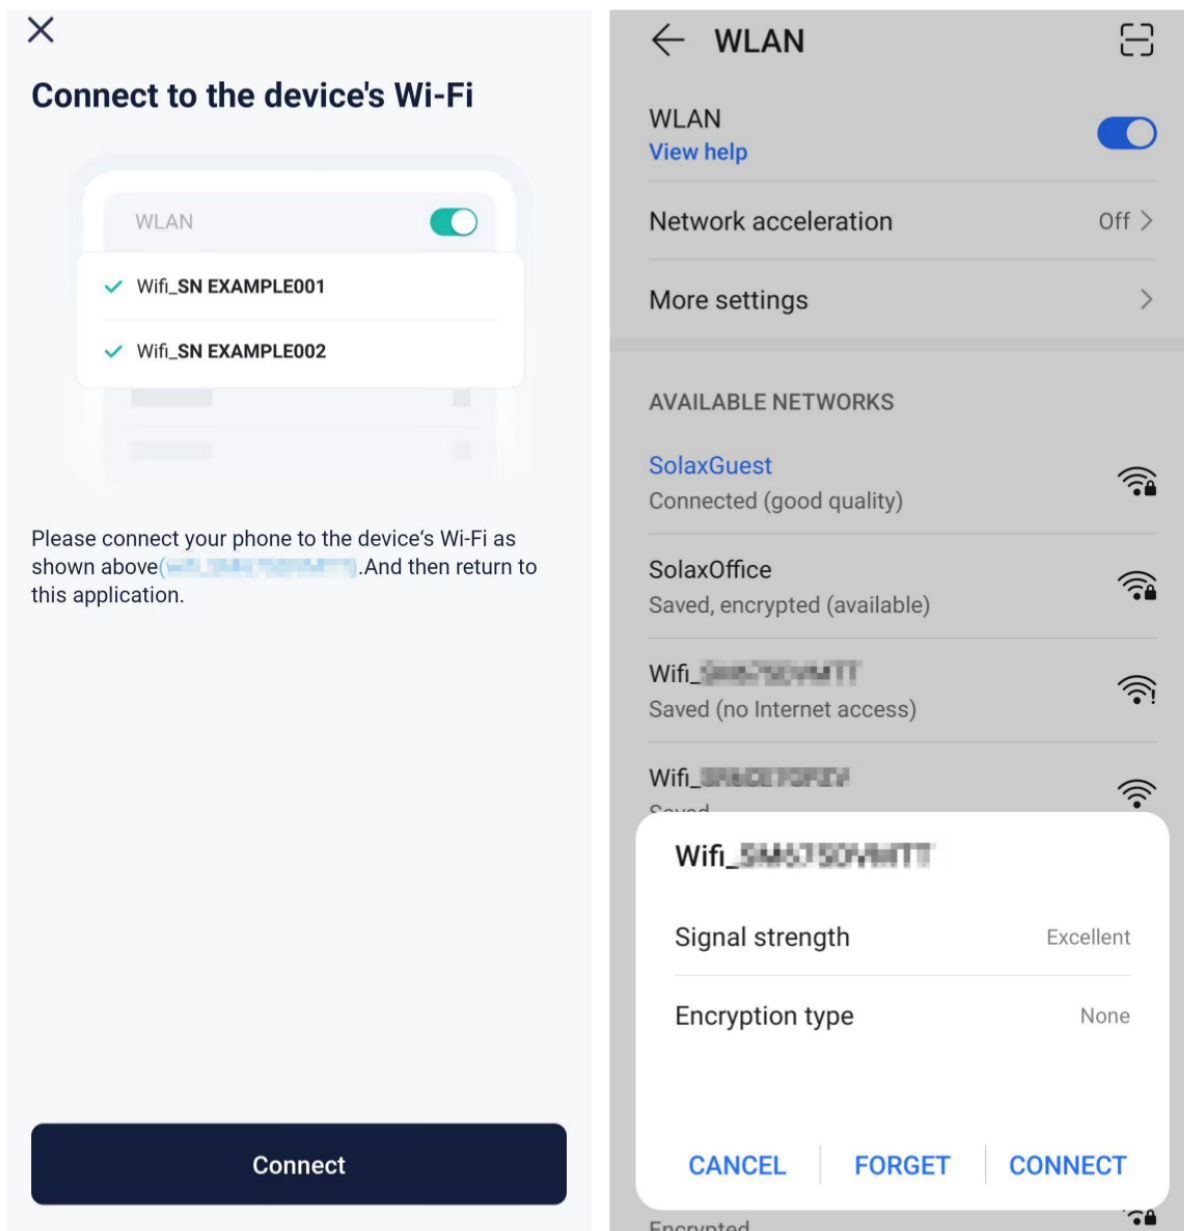 Connect to the device's Wi-Fi
WLAN
Wifi_SN EXAMPLE001
Wifi_SN EXAMPLE002
Please connect your phone to the device's Wi-Fi as
shown above( ).And then return to
this application.
Connect
WLAN
WLAN
View help
Network acceleration
Off
More settings
AVAILABLE NETWORKS
SolaxGuest
Connected (good quality)
SolaxOffice
Saved, encrypted (available)
Wifi_
Saved (no Internet access)
Wifi_
Saved
Wifi_
Signal strength
Excellent
Encryption type
None
CANCEL
FORGET
CONNECT
Encrypted